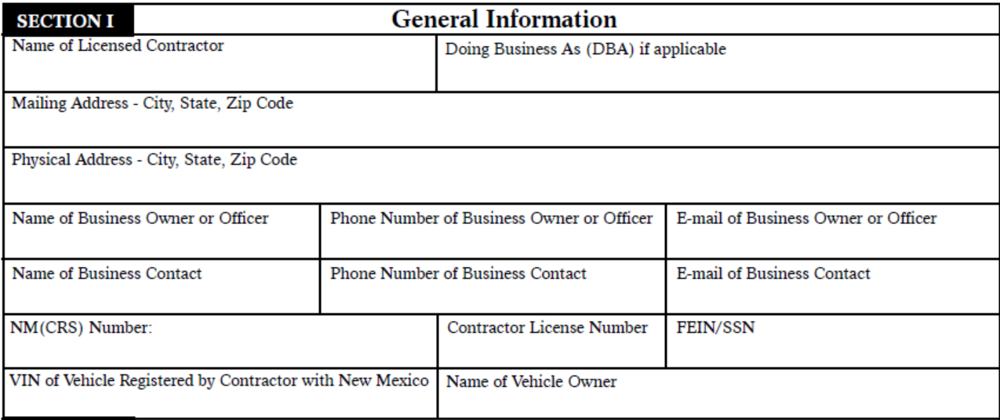 SECTION I General Information
Name of Licensed Contractor
Doing Business As (DBA) if applicable
Mailing Address - City, State, Zip Code
Physical Address - City, State, Zip Code
Name of Business Owner or Officer
Phone Number of Business Owner or Officer
E-mail of Business Owner or Officer
Name of Business Contact
Phone Number of Business Contact
E-mail of Business Contact
NM(CRS) Number:
Contractor License Number
FEIN/SSN
VIN of Vehicle Registered by Contractor with New Mexico
Name of Vehicle Owner